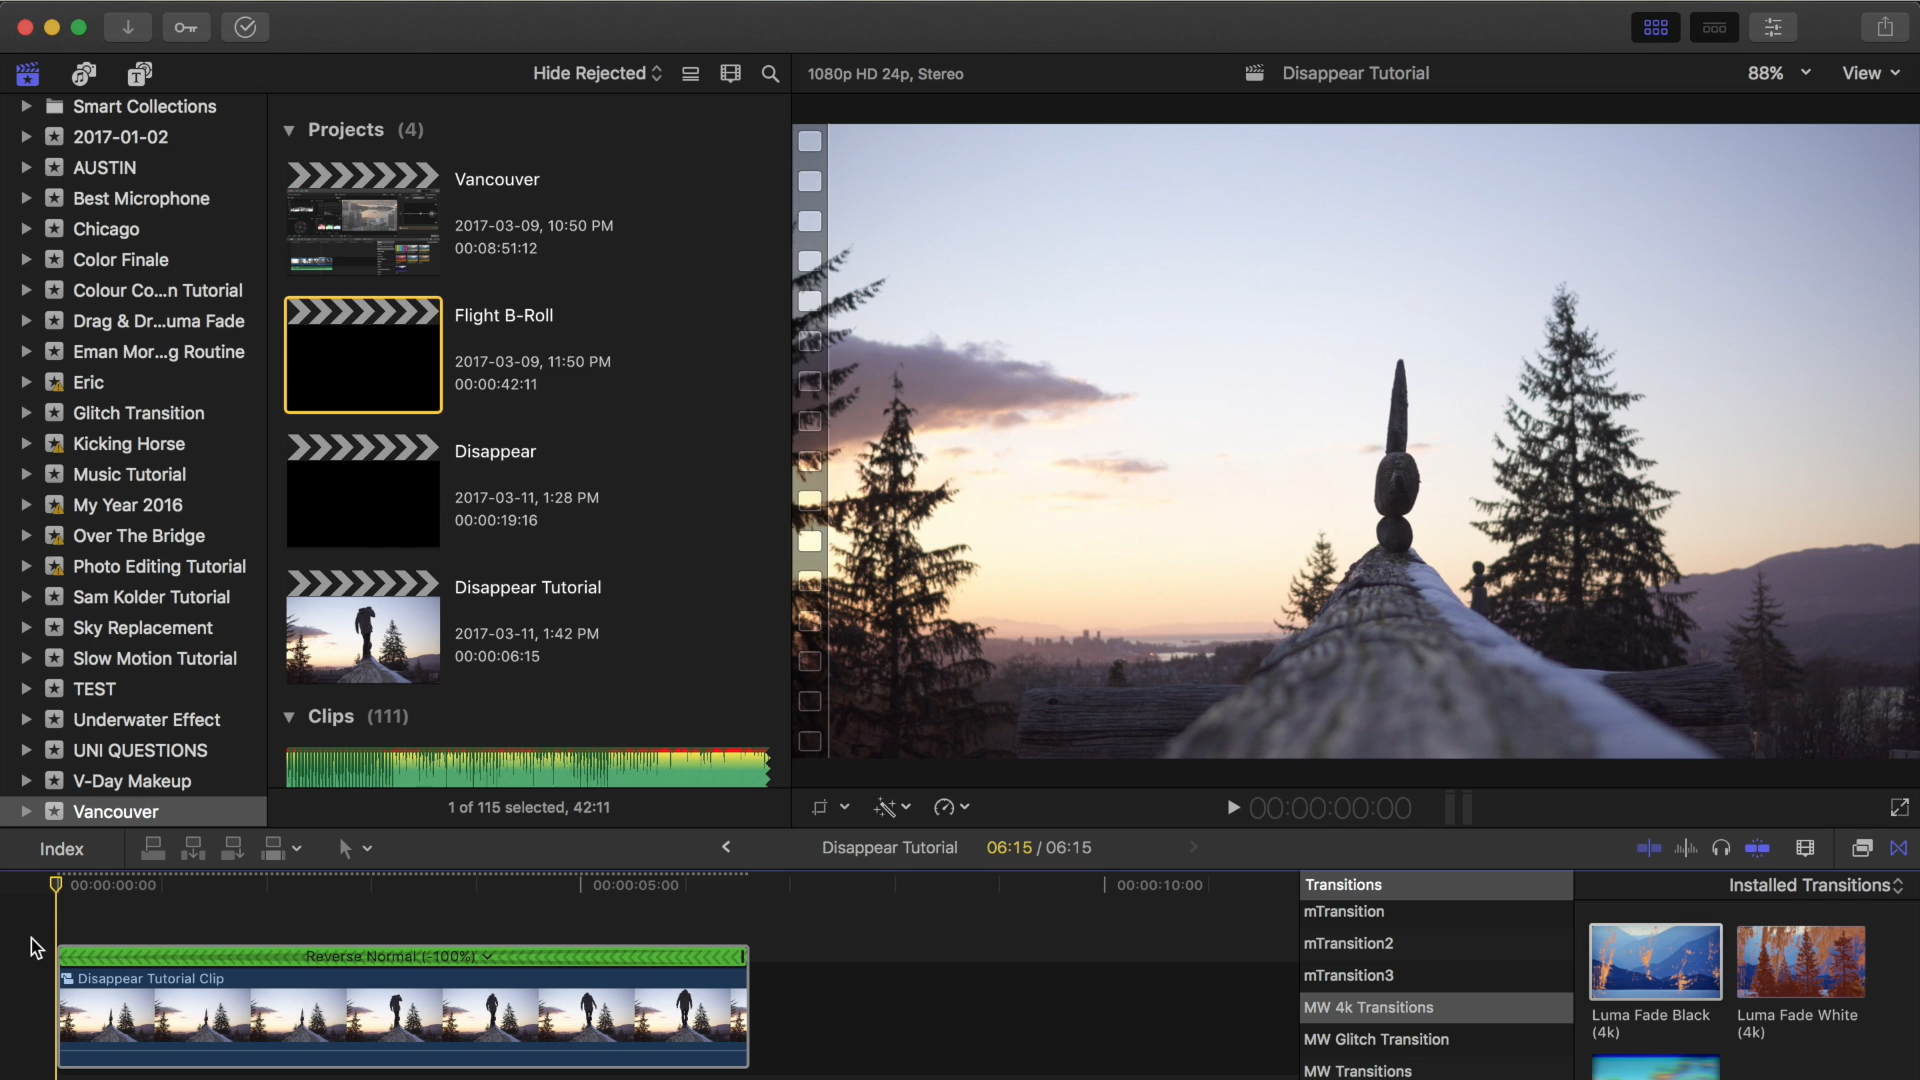 Hide Rejected
1080p HD 24p, Stereo
Disappear Tutorial
88%
View
Smart Collections
2017-01-02
AUSTIN
Best Microphone
Chicago
Color Finale
Colour Co...n Tutorial
Drag & Dr...uma Fade
Eman Mor...g Routine
Eric
Glitch Transition
Kicking Horse
Music Tutorial
My Year 2016
Over The Bridge
Photo Editing Tutorial
Sam Kolder Tutorial
Sky Replacement
Slow Motion Tutorial
TEST
Underwater Effect
UNI QUESTIONS
V-Day Makeup
Vancouver
Projects (4)
Vancouver
2017-03-09, 10:50 PM
00:08:51:12
Flight B-Roll
2017-03-09, 11:50 PM
00:00:42:11
Disappear
2017-03-11, 1:28 PM
00:00:19:16
Disappear Tutorial
2017-03-11, 1:42 PM
00:00:06:15
Clips (111)
1 of 115 selected, 42:11
00:00:00:00
Index
Disappear Tutorial
06:15 / 06:15
00:00:00:00
00:00:05:00
00:00:10:00
Reverse Normal (-100%)
Disappear Tutorial Clip
Transitions
mTransition
mTransition2
mTransition3
MW 4k Transitions
MW Glitch Transition
MW Transitions
Installed Transitions
Luma Fade Black
(4k)
Luma Fade White
(4k)